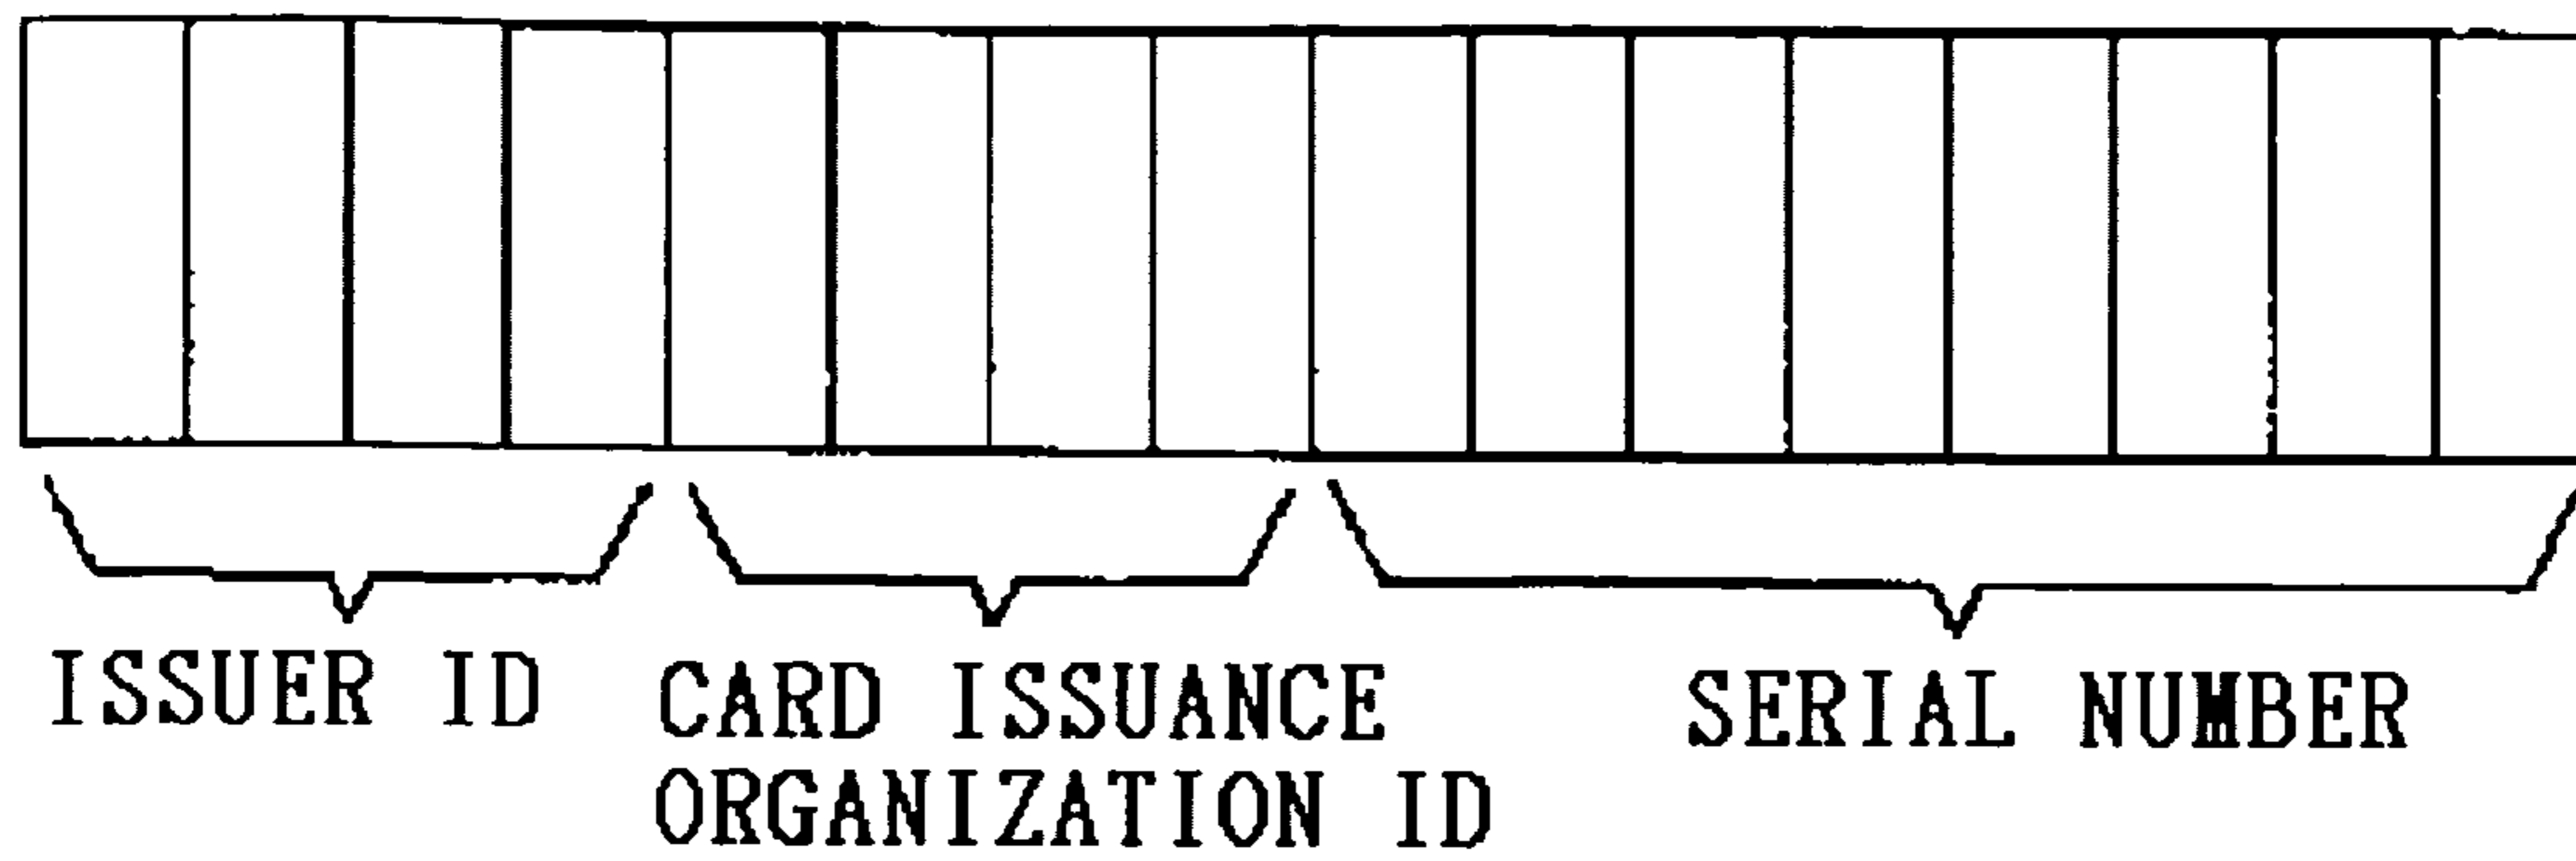 ISSUER ID
CARD ISSUANCE
ORGANIZATION ID
SERIAL NUMBER